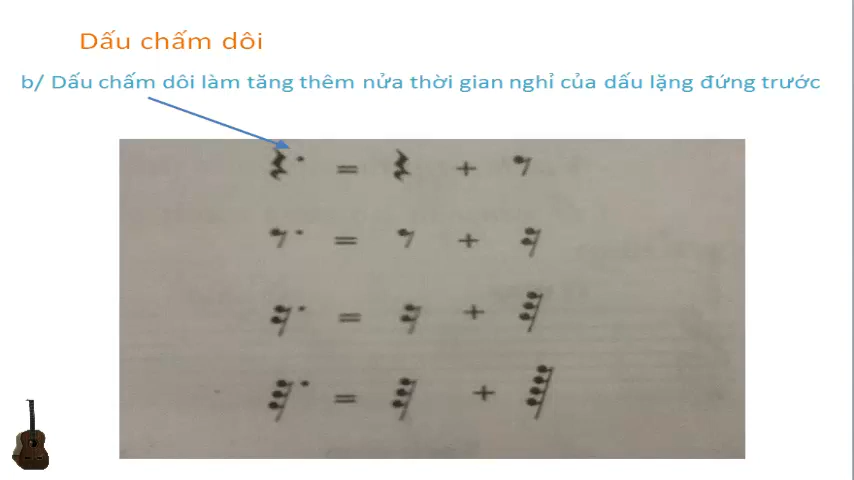 Dấu chấm dôi
b/ Dấu chấm dôi làm tăng thêm nửa thời gian nghỉ của dấu lặng đứng trước